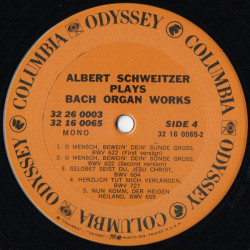 COLUMBIA ODYSSEY COLUMBIA ODYSSEY COLUMBIA ODYSSEY
ALBERT SCHWEITZER
PLAYS
BACH ORGAN WORKS
32 26 0003
32 16 0065
SIDE 4
MONO
32 16 0065-2
1. O MENSCH, BEWEIN' DEIN' SÜNDE GROSS,
BWV 622 (First version)
2. O MENSCH, BEWEIN' DEIN' SÜNDE GROSS,
BWV 622 (Second version)
3. GELOBET SEIST DU, JESU CHRIST,
BWV 604
4. HERZLICH TUT MICH VERLANGEN,
BWV 727
5. NUN KOMM, DER HEIDEN
HEILAND, BWV 659